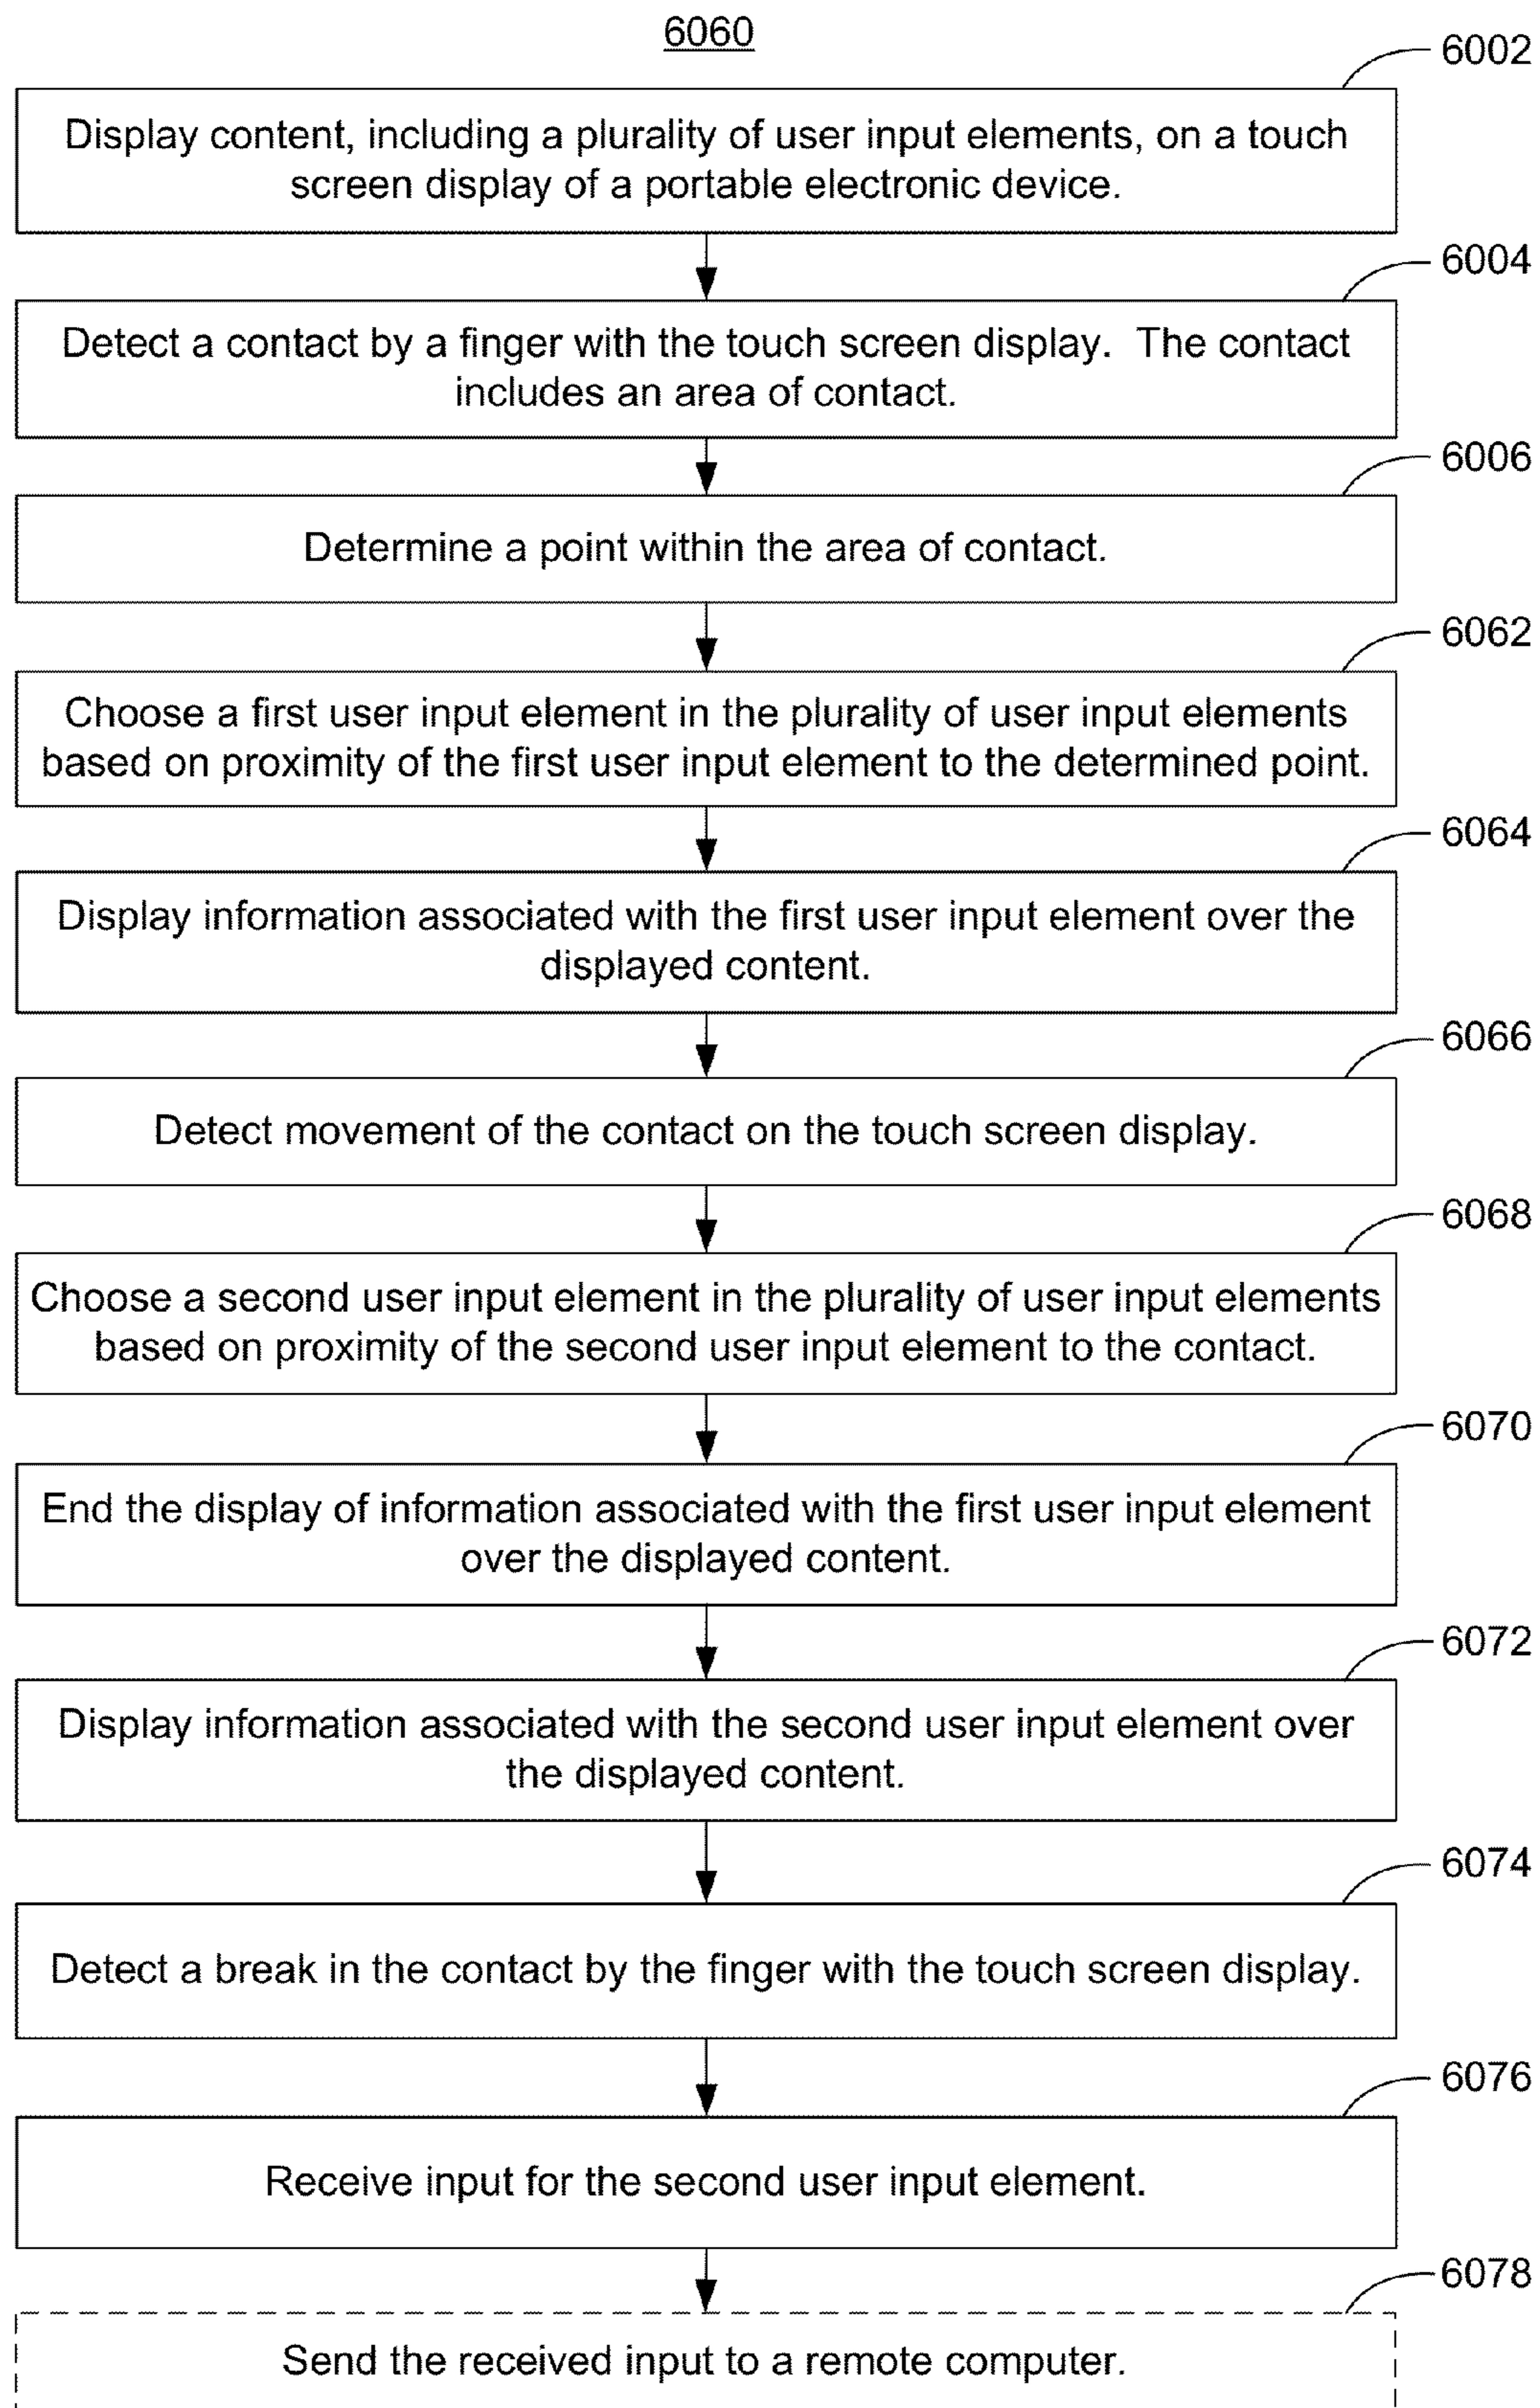 6060
6002
Display content, including a plurality of user input elements, on a touch
screen display of a portable electronic device.
6004
Detect a contact by a finger with the touch screen display.  The contact
includes an area of contact.
6006
Determine a point within the area of contact.
6062
Choose a first user input element in the plurality of user input elements
based on proximity of the first user input element to the determined point.
6064
Display information associated with the first user input element over the
displayed content.
6066
Detect movement of the contact on the touch screen display.
6068
Choose a second user input element in the plurality of user input elements
based on proximity of the second user input element to the contact.
6070
End the display of information associated with the first user input element
over the displayed content.
6072
Display information associated with the second user input element over
the displayed content.
6074
Detect a break in the contact by the finger with the touch screen display.
6076
Receive input for the second user input element.
6078
Send the received input to a remote computer.